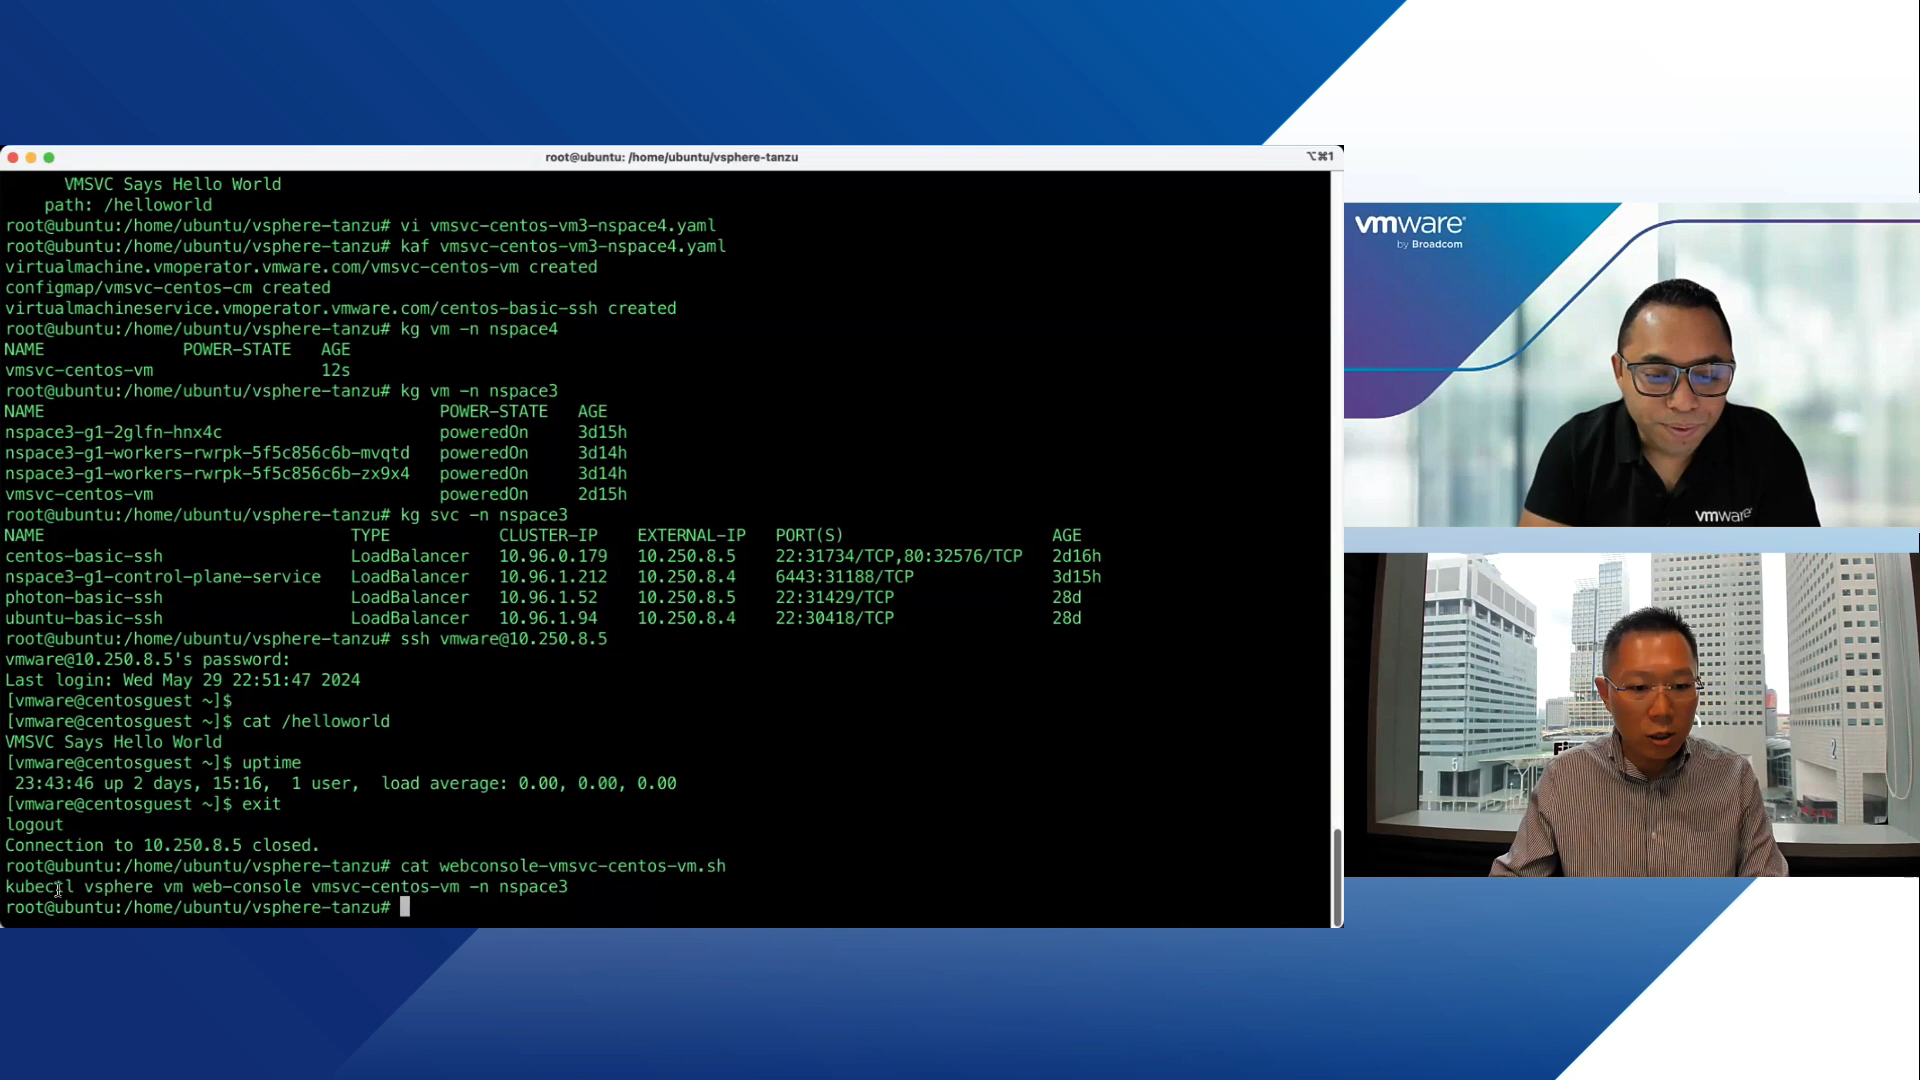 root@ubuntu: /home/ubuntu/vsphere-tanzu
⌥⌘1
VMSVC Says Hello World
path: /helloworld
root@ubuntu:/home/ubuntu/vsphere-tanzu# vi vmsvc-centos-vm3-nspace4.yaml
root@ubuntu:/home/ubuntu/vsphere-tanzu# kaf vmsvc-centos-vm3-nspace4.yaml
virtualmachine.vmoperator.vmware.com/vmsvc-centos-vm created
configmap/vmsvc-centos-cm created
virtualmachineservice.vmoperator.vmware.com/centos-basic-ssh created
root@ubuntu:/home/ubuntu/vsphere-tanzu# kg vm -n nspace4
NAME POWER-STATE AGE
vmsvc-centos-vm 12s
root@ubuntu:/home/ubuntu/vsphere-tanzu# kg vm -n nspace3
NAME POWER-STATE AGE
nspace3-g1-2glfn-hnx4c poweredOn 3d15h
nspace3-g1-workers-rwrpk-5f5c856c6b-mvqtd poweredOn 3d14h
nspace3-g1-workers-rwrpk-5f5c856c6b-zx9x4 poweredOn 3d14h
vmsvc-centos-vm poweredOn 2d15h
root@ubuntu:/home/ubuntu/vsphere-tanzu# kg svc -n nspace3
NAME TYPE CLUSTER-IP EXTERNAL-IP PORT(S) AGE
centos-basic-ssh LoadBalancer 10.96.0.179 10.250.8.5 22:31734/TCP,80:32576/TCP 2d16h
nspace3-g1-control-plane-service LoadBalancer 10.96.1.212 10.250.8.4 6443:31188/TCP 3d15h
photon-basic-ssh LoadBalancer 10.96.1.52 10.250.8.5 22:31429/TCP 28d
ubuntu-basic-ssh LoadBalancer 10.96.1.94 10.250.8.4 22:30418/TCP 28d
root@ubuntu:/home/ubuntu/vsphere-tanzu# ssh vmware@10.250.8.5
vmware@10.250.8.5's password:
Last login: Wed May 29 22:51:47 2024
[vmware@centosguest ~]$
[vmware@centosguest ~]$ cat /helloworld
VMSVC Says Hello World
[vmware@centosguest ~]$ uptime
23:43:46 up 2 days, 15:16, 1 user, load average: 0.00, 0.00, 0.00
[vmware@centosguest ~]$ exit
logout
Connection to 10.250.8.5 closed.
root@ubuntu:/home/ubuntu/vsphere-tanzu# cat webconsole-vmsvc-centos-vm.sh
kubectl vsphere vm web-console vmsvc-centos-vm -n nspace3
root@ubuntu:/home/ubuntu/vsphere-tanzu#
vmware®
by Broadcom
vmware®
5
2